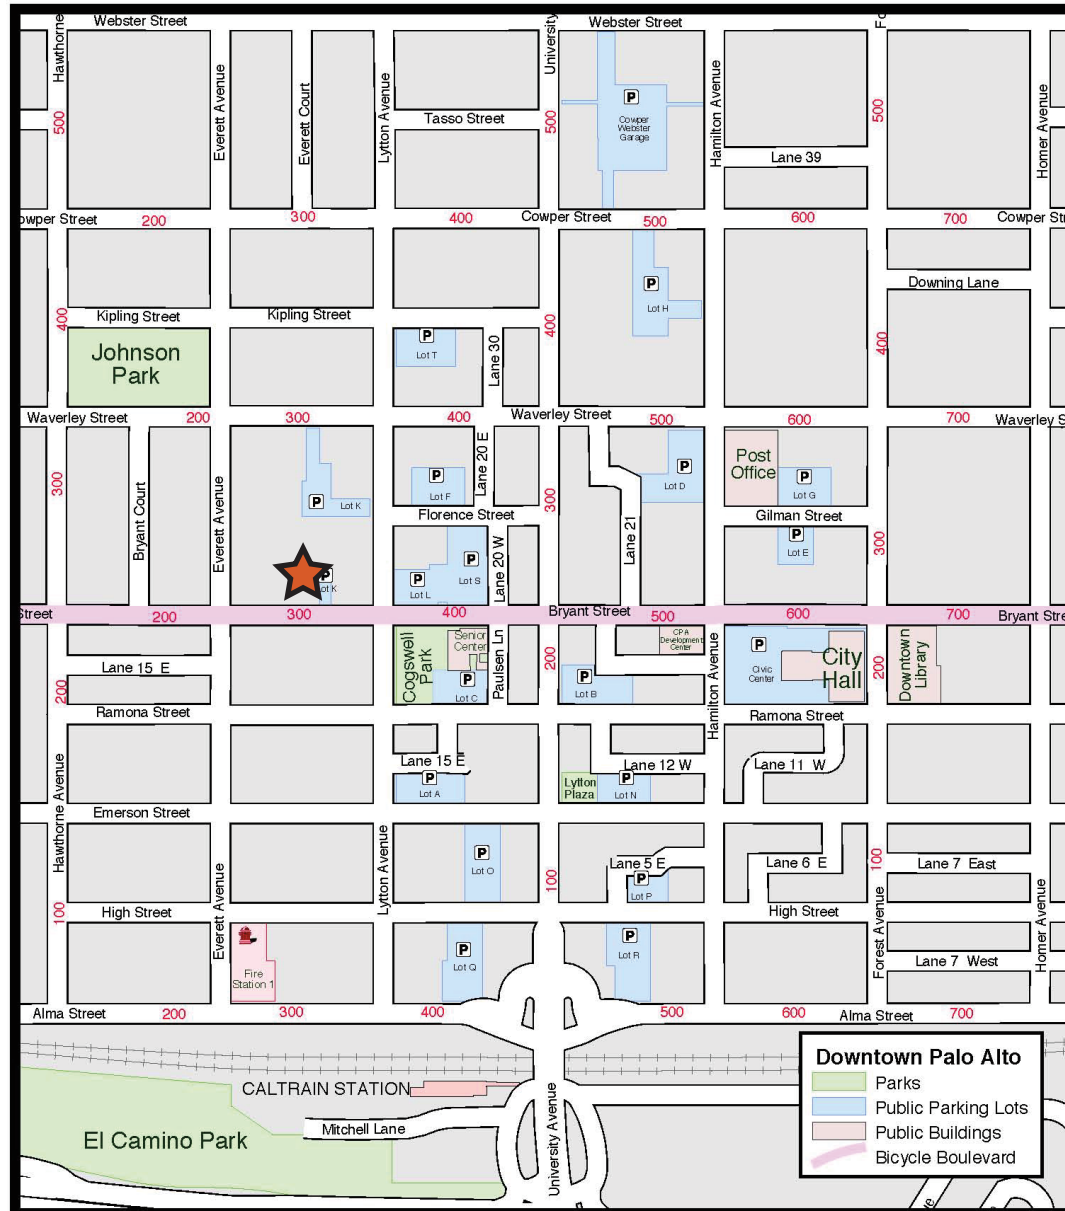 Webster Street
Webster Street
Hawthorne
University
500
Everett Avenue
Everett Court
Lytton Avenue
Tasso Street
500
P
Cowper
Webster
Garage
Hamilton Avenue
Lane 39
500
Homer Avenue
owper Street
200
300
400
Cowper Street
500
600
700
Cowper St
400
Kipling Street
Kipling Street
P
Lot T
Lane 30
400
P
Lot H
400
Downing Lane
Johnson
Park
Waverley Street
200
300
400
Waverley Street
500
600
700
Waverley S
300
Bryant Court
Everett Avenue
P
Lot K
P
Lot F
Lane 20 E
300
P
Lot D
Lane 21
Post
Office
P
Lot G
Florence Street
Gilman Street
P
Lot K
P
Lot L
P
Lot S
Lane 20 W
P
Lot E
300
Street
200
300
400
Bryant Street
500
600
700
Bryant Stre
Lane 15 E
200
Cogswell
Park
Senior
Center
P
Lot C
Paulsen Ln
200
P
Lot B
CPA
Development
Center
Hamilton Avenue
P
Civic
Center
City
Hall
200
Downtown
Library
Ramona Street
Ramona Street
Hawthorne Avenue
Lane 15 E
P
Lot A
Lytton
Plaza
Lane 12 W
P
Lot N
Lane 11 W
Emerson Street
100
Everett Avenue
Lytton Avenue
P
Lot O
100
Lane 5 E
P
Lot P
Lane 6 E
100
Lane 7 East
High Street
High Street
Fire
Station 1
P
Lot Q
P
Lot R
Forest Avenue
Lane 7 West
Homer Avenue
Alma Street
200
300
400
500
600
Alma Street
700
CALTRAIN STATION
Mitchell Lane
El Camino Park
University Avenue
Downtown Palo Alto
Parks
Public Parking Lots
Public Buildings
Bicycle Boulevard